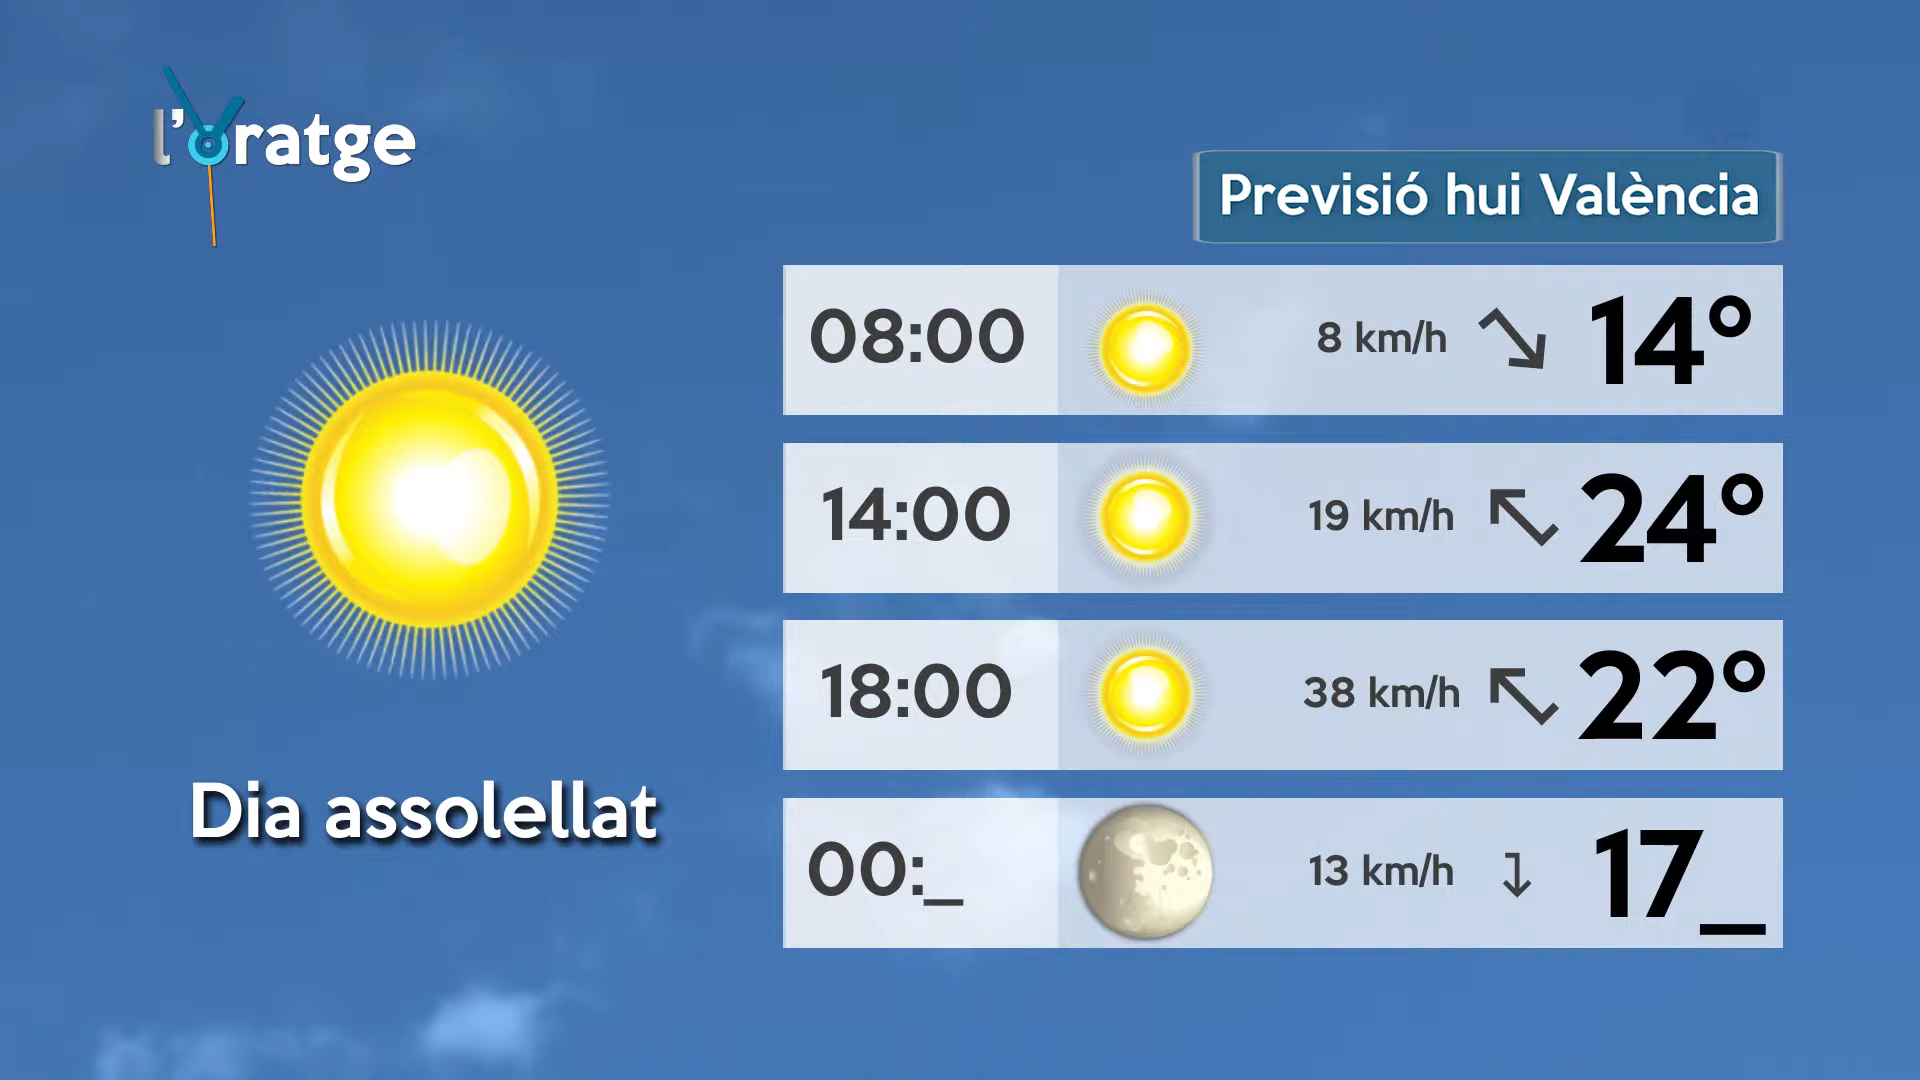 l'oratge
Previsió hui València
08:00 8 km/h 14°
14:00 19 km/h 24°
18:00 38 km/h 22°
00:_ 13 km/h 17_
Dia assolellat